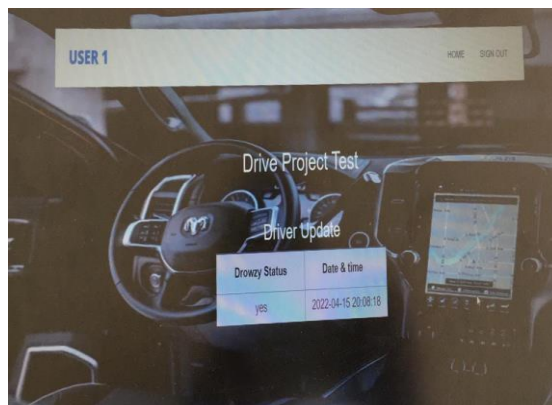 USER 1
HOME SIGN OUT
Drive Project Test
Driver Update
Drowzy Status Date & time
yes 2022-04-15 20:08:18